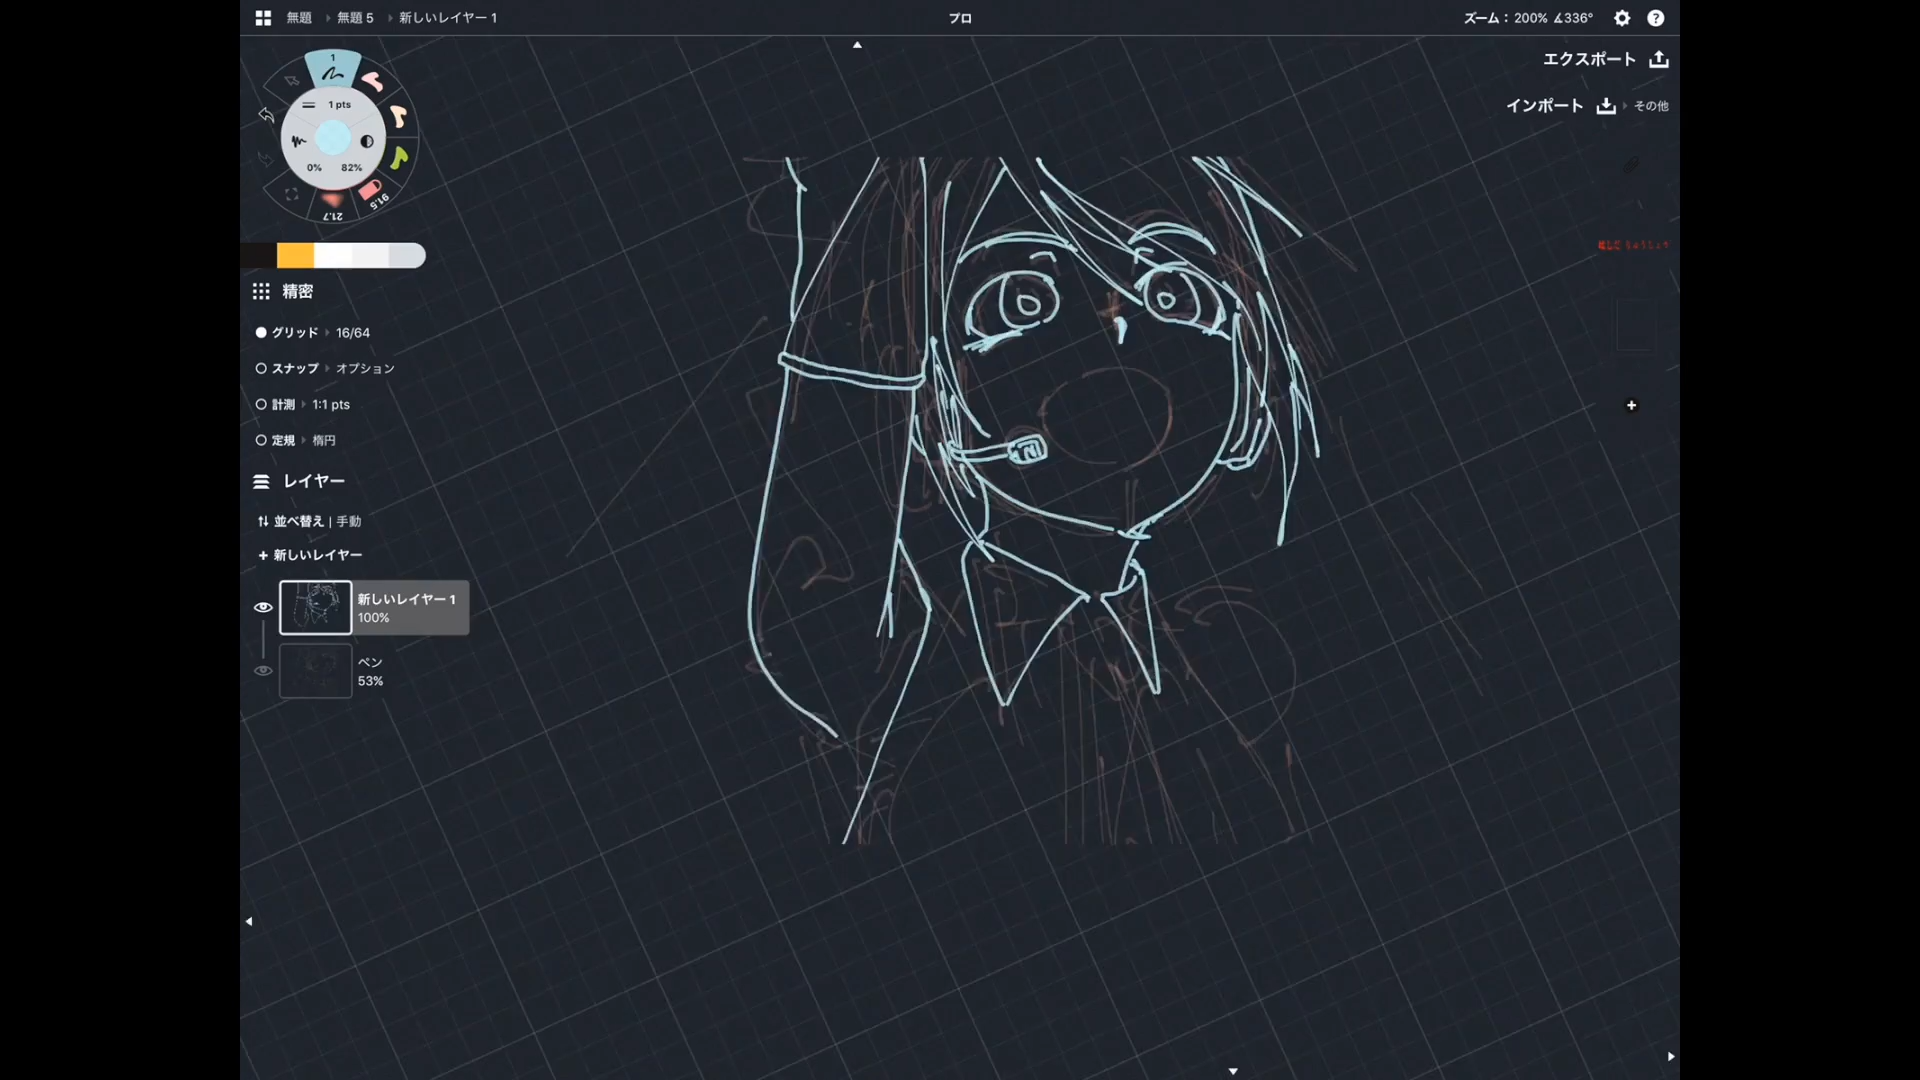 無題 無題 5 新しいレイヤー 1
プロ
ズーム： 200% ∡336°
エクスポート
インポート その他
1
1 pts
0% 82%
91.5
21.7
精密
グリッド 16/64
スナップ オプション
計測 1:1 pts
定規 楕円
レイヤー
並べ替え | 手動
+ 新しいレイヤー
新しいレイヤー 1
100%
ペン
53%